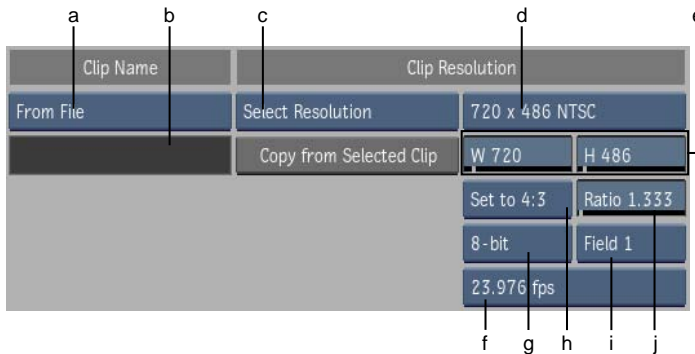 a b c d e
Clip Name Clip Resolution
From File Select Resolution 720 x 486 NTSC
Copy from Selected Clip W 720 H 486
Set to 4:3 Ratio 1.333
8-bit Field 1
23.976 fps
f g h i j